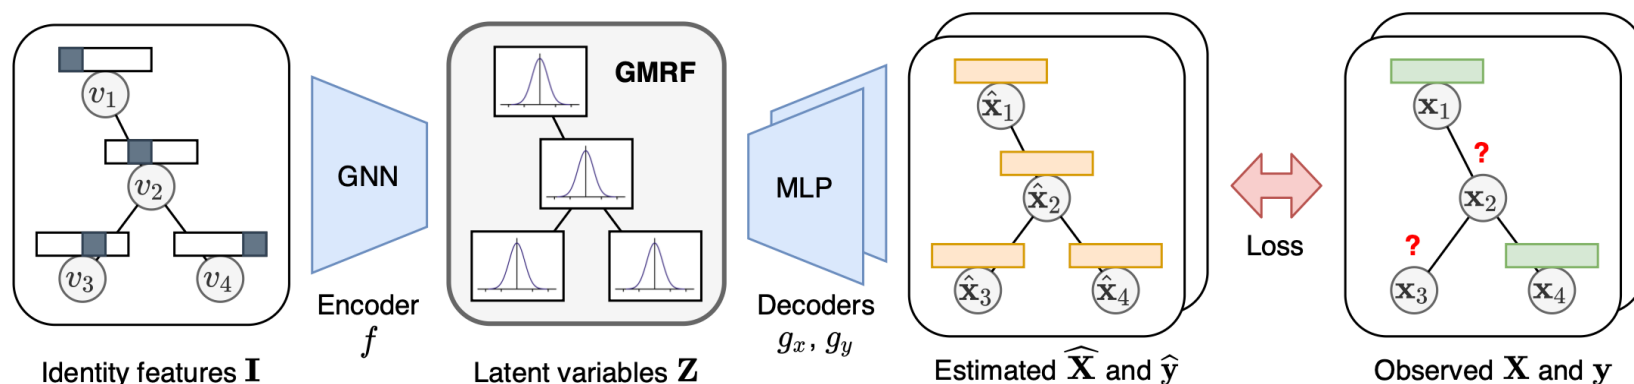 v₁
v₂
v₃
v₄
Identity features I
GNN
Encoder
f
GMRF
Latent variables Z
MLP
Decoders
gₓ, g_y
x̂₁
x̂₂
x̂₃
x̂₄
Estimated X̂ and ŷ
Loss
x₁
?
x₂
?
x₃
x₄
Observed X and y